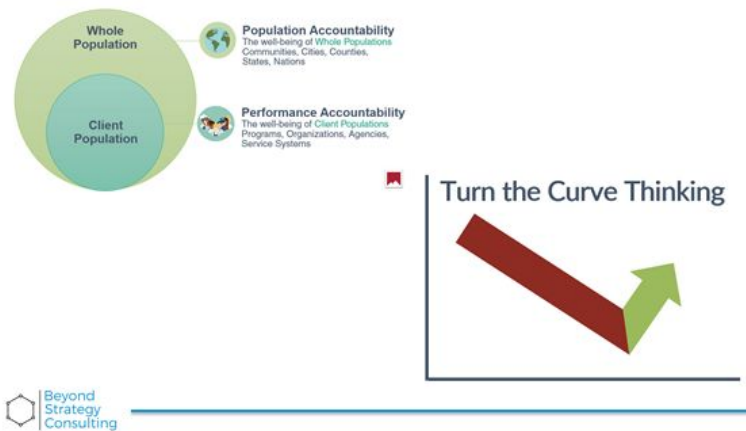 Whole
Population
Population Accountability
The well-being of Whole Populations
Communities, Cities, Counties,
States, Nations
Client
Population
Performance Accountability
The well-being of Client Populations
Programs, Organizations, Agencies,
Service Systems
Turn the Curve Thinking
Beyond
Strategy
Consulting